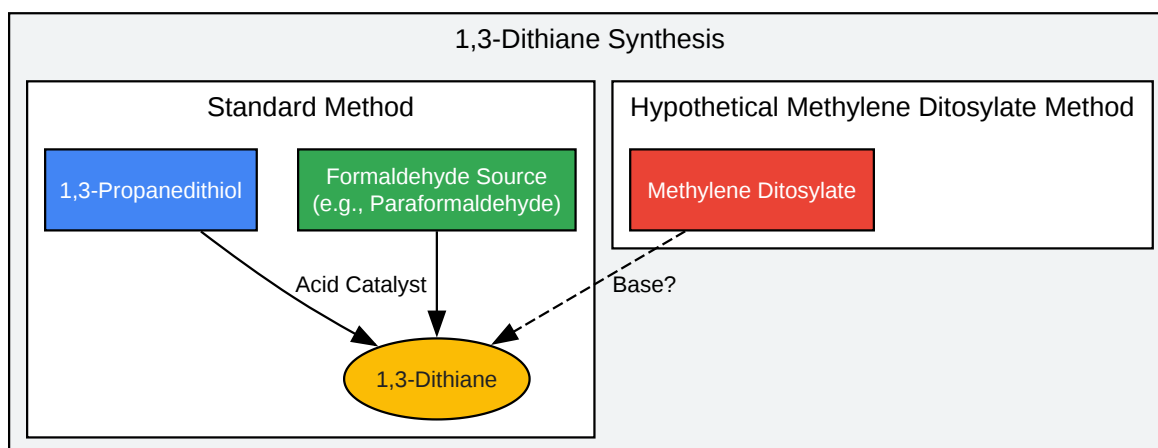 1,3-Dithiane Synthesis
Standard Method
Hypothetical Methylene Ditosylate Method
1,3-Propanedithiol
Formaldehyde Source
(e.g., Paraformaldehyde)
Methylene Ditosylate
Acid Catalyst
Base?
1,3-Dithiane